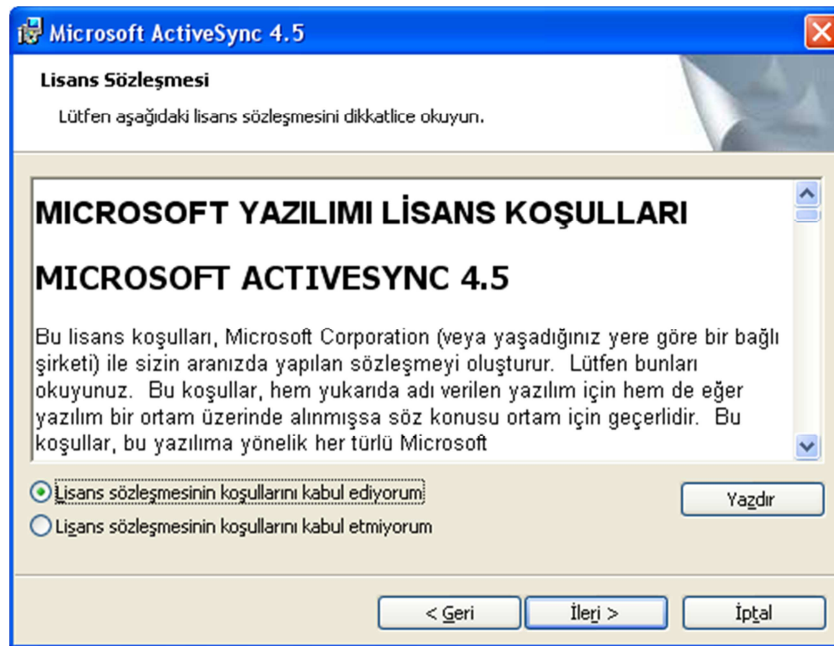 Microsoft ActiveSync 4.5
Lisans Sözleşmesi
Lütfen aşağıdaki lisans sözleşmesini dikkatlice okuyun.
MICROSOFT YAZILIMI LİSANS KOŞULLARI
MICROSOFT ACTIVESYNC 4.5
Bu lisans koşulları, Microsoft Corporation (veya yaşadığınız yere göre bir bağlı
şirketi) ile sizin aranızda yapılan sözleşmeyi oluşturur.  Lütfen bunları
okuyunuz.  Bu koşullar, hem yukarıda adı verilen yazılım için hem de eğer
yazılım bir ortam üzerinde alınmışsa söz konusu ortam için geçerlidir.  Bu
koşullar, bu yazılıma yönelik her türlü Microsoft
Lisans sözleşmesinin koşullarını kabul ediyorum
Lisans sözleşmesinin koşullarını kabul etmiyorum
Yazdır
< Geri
İleri >
İptal